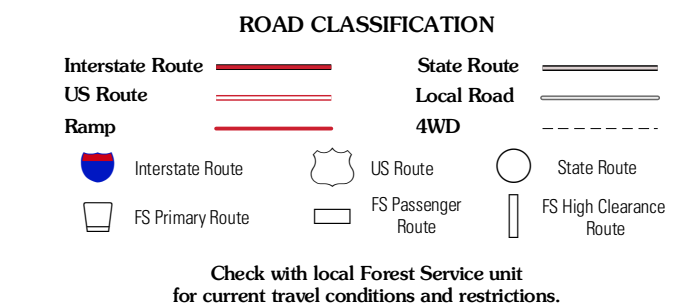 ROAD CLASSIFICATION
Interstate Route
State Route
US Route
Local Road
Ramp
4WD
Interstate Route
US Route
State Route
FS Primary Route
FS Passenger
Route
FS High Clearance
Route
Check with local Forest Service unit
for current travel conditions and restrictions.